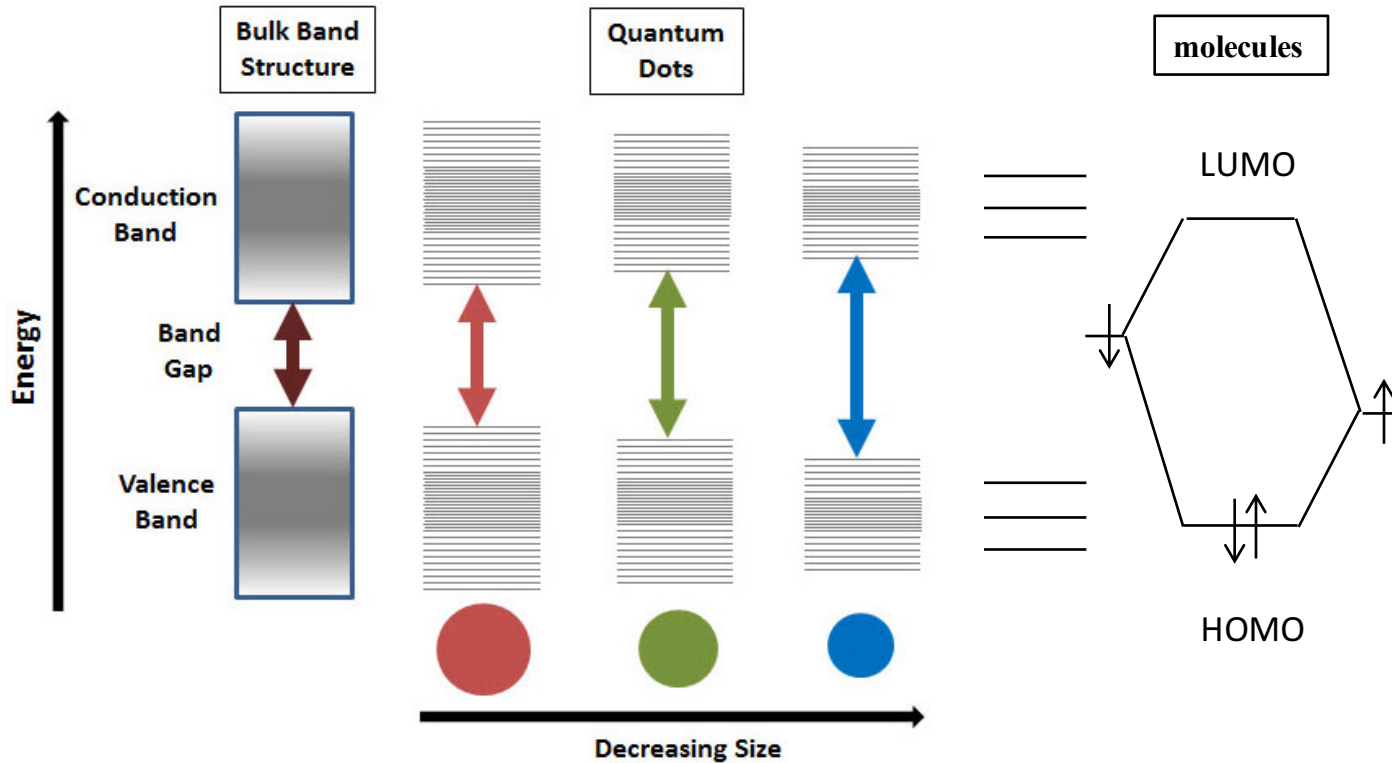 Bulk Band
Structure
Quantum
Dots
molecules
Energy
Conduction
Band
Band
Gap
Valence
Band
LUMO
HOMO
Decreasing Size